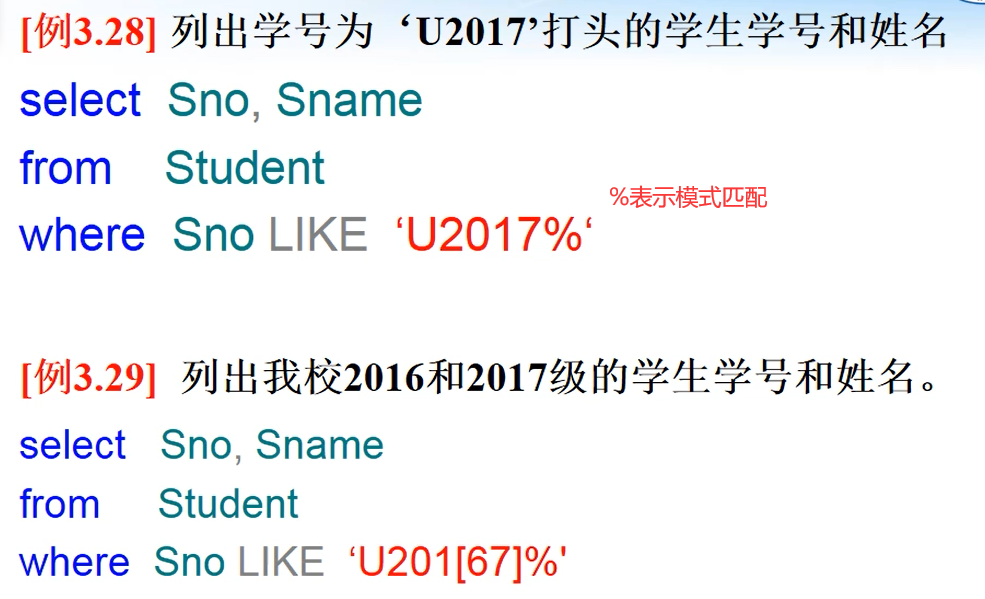 [例3.28] 列出学号为‘U2017’打头的学生学号和姓名
select Sno, Sname
from Student
%表示模式匹配
where Sno LIKE ‘U2017%‘
[例3.29] 列出我校2016和2017级的学生学号和姓名。
select Sno, Sname
from Student
where Sno LIKE ‘U201[67]%'